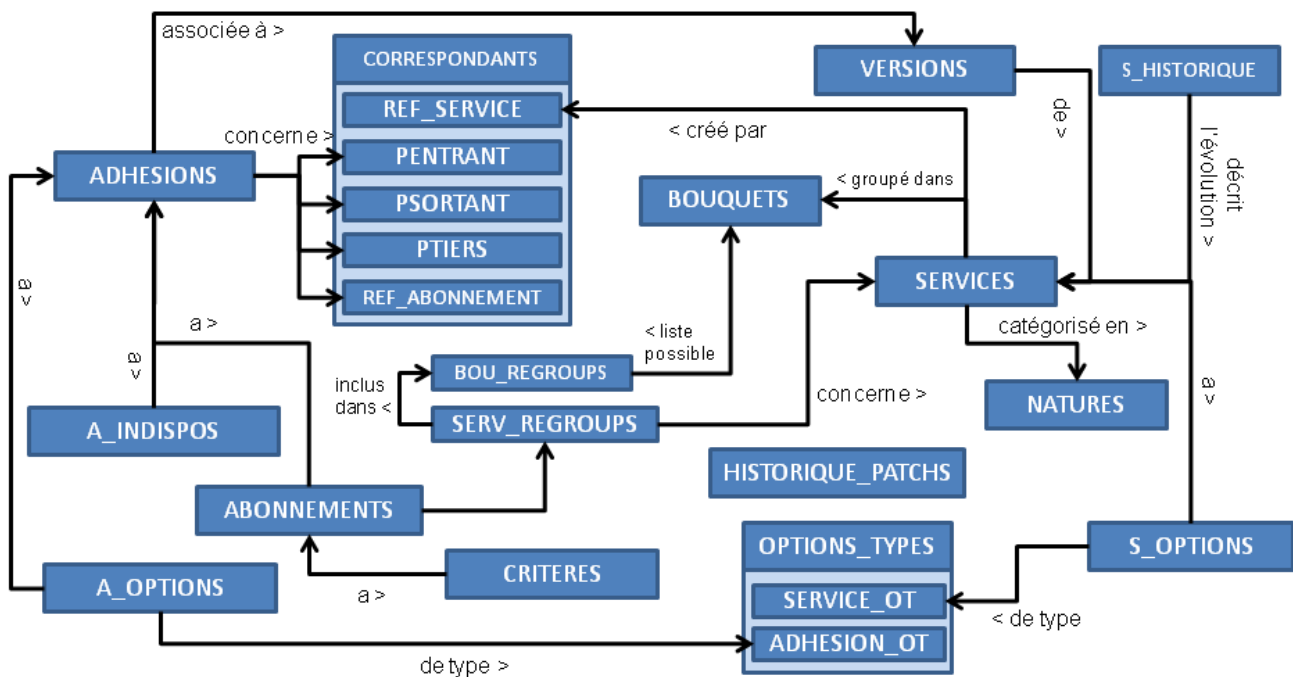 associée à >
CORRESPONDANTS
VERSIONS
S_HISTORIQUE
REF_SERVICE
de >
concerne >
< créé par
décrit
l'évolution >
PENTRANT
ADHESIONS
< groupé dans
BOUQUETS
PSORTANT
PTIERS
SERVICES
a >
REF_ABONNEMENT
a >
< liste
possible
catégorisé en >
a >
BOU_REGROUPS
inclus
dans <
concerne >
a >
NATURES
A_INDISPOS
SERV_REGROUPS
HISTORIQUE_PATCHS
ABONNEMENTS
OPTIONS_TYPES
S_OPTIONS
CRITERES
A_OPTIONS
a >
SERVICE_OT
< de type
ADHESION_OT
de type >